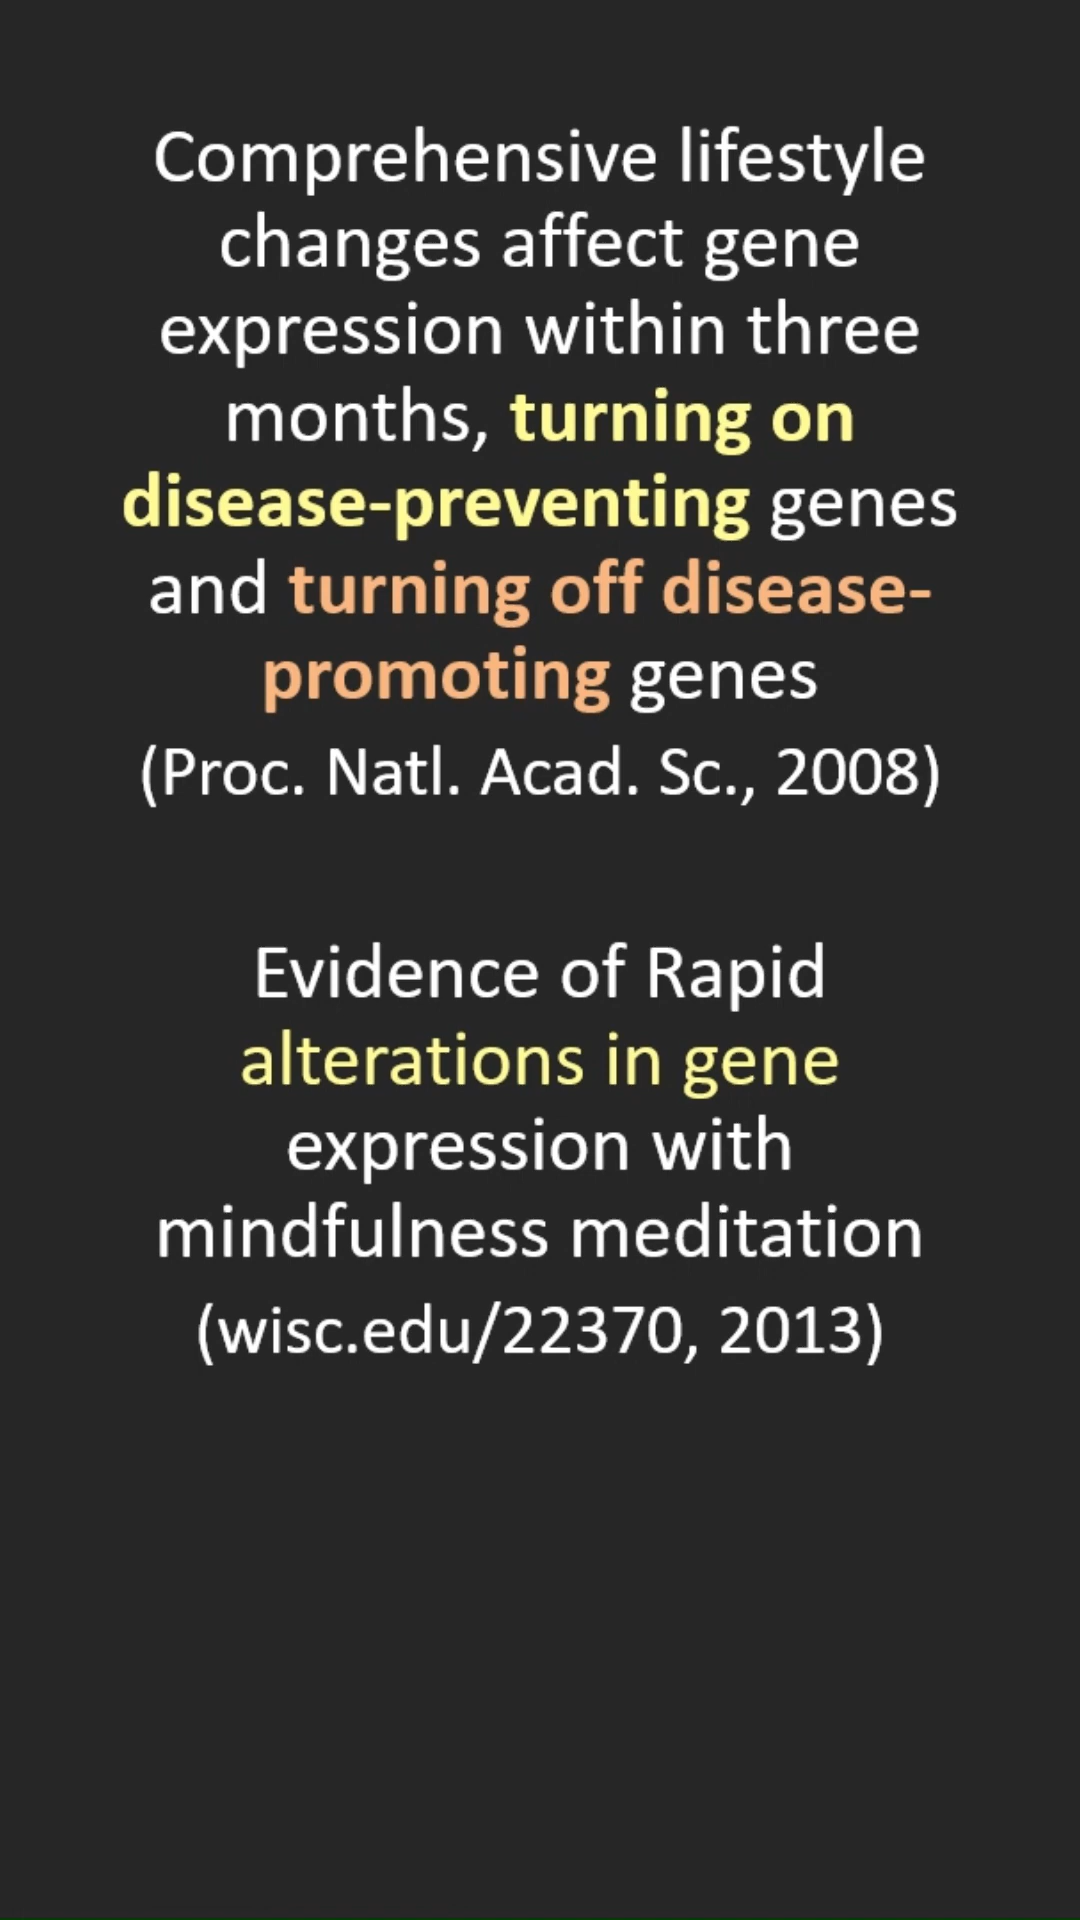 Comprehensive lifestyle
changes affect gene
expression within three
months, turning on
disease-preventing genes
and turning off disease-
promoting genes
(Proc. Natl. Acad. Sc., 2008)
Evidence of Rapid
alterations in gene
expression with
mindfulness meditation
(wisc.edu/22370, 2013)